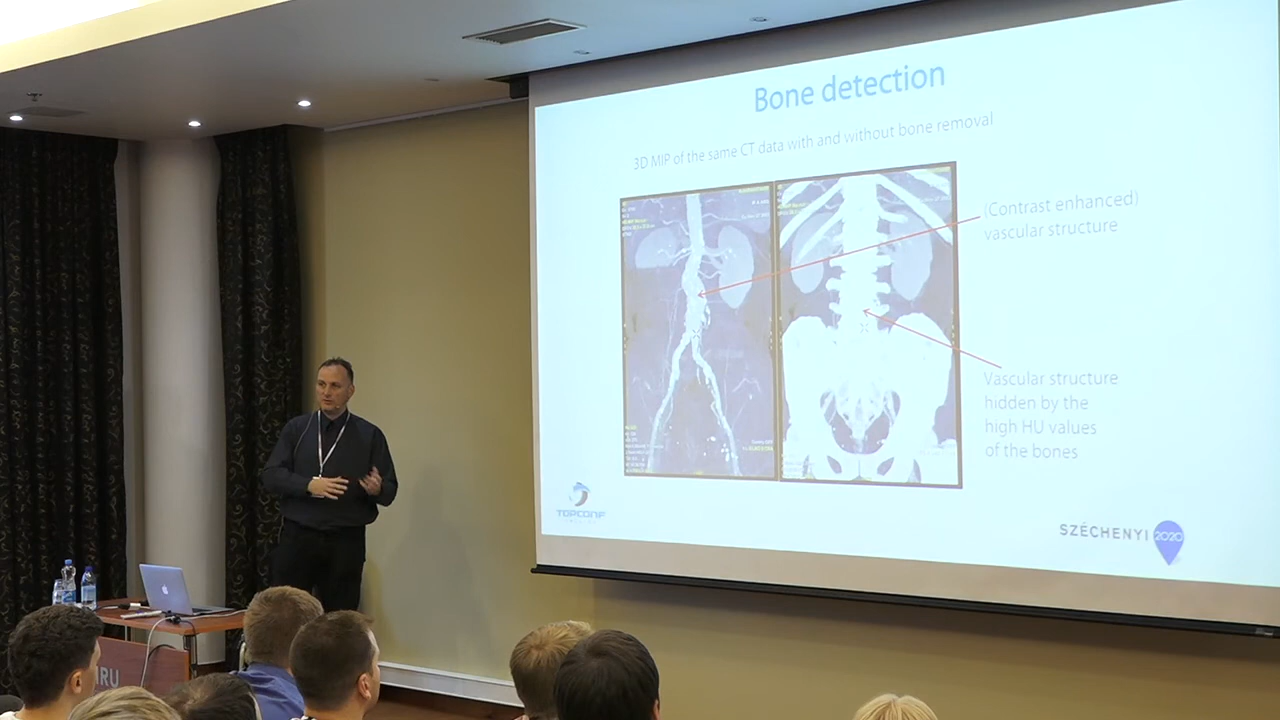 Bone detection
3D MIP of the same CT data with and without bone removal
(Contrast enhanced)
vascular structure
Vascular structure
hidden by the
high HU values
of the bones
TOPCONF
SZÉCHENYI 2020
IRU